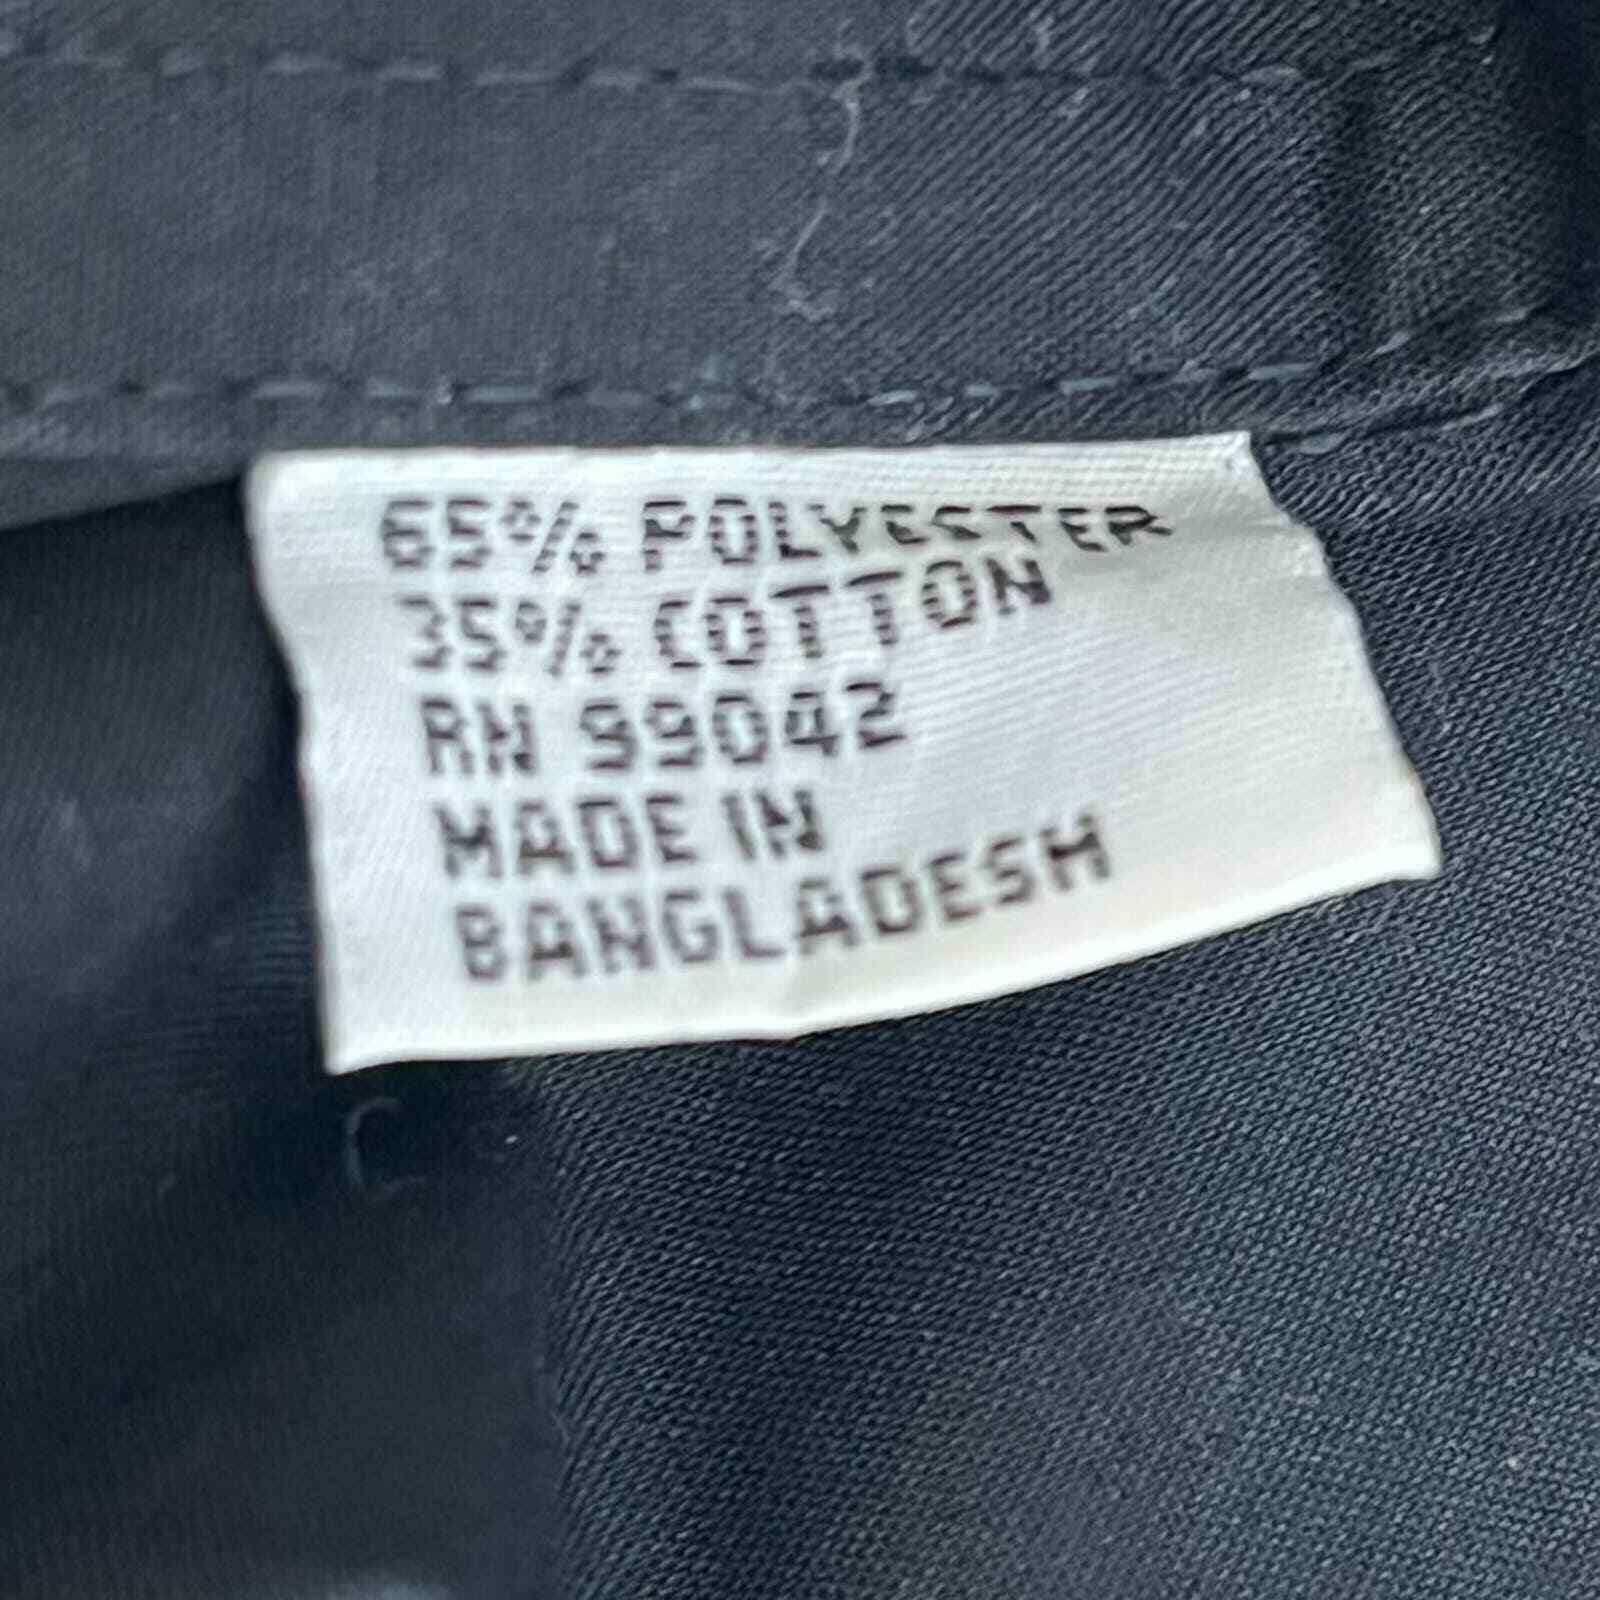 65% POLYESTER
35% COTTON
RN 99042
MADE IN
BANGLADESH